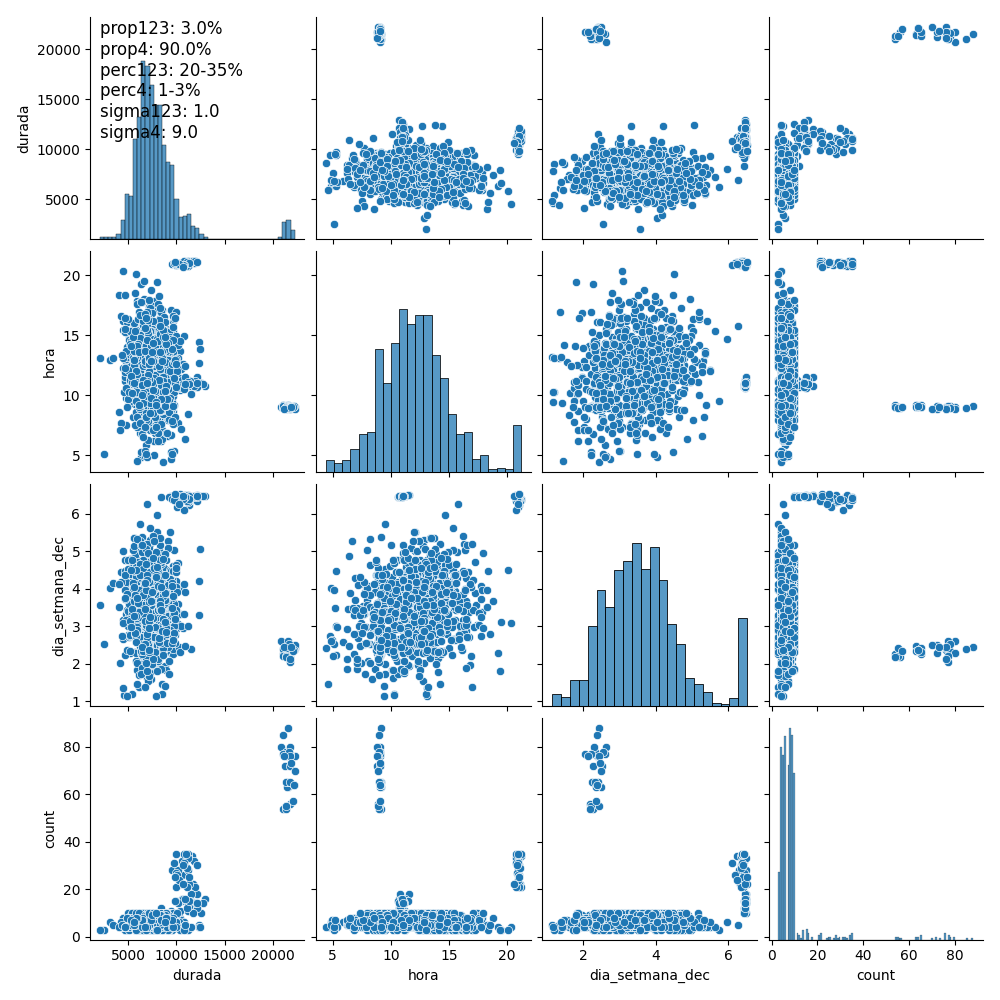 prop123: 3.0%
prop4: 90.0%
perc123: 20-35%
perc4: 1-3%
sigma123: 1.0
sigma4: 9.0
durada
20000
15000
10000
5000
hora
20
15
10
5
dia_setmana_dec
6
5
4
3
2
1
count
80
60
40
20
0
5000 10000 15000 20000
durada
5 10 15 20
hora
2 4 6
dia_setmana_dec
0 20 40 60 80
count